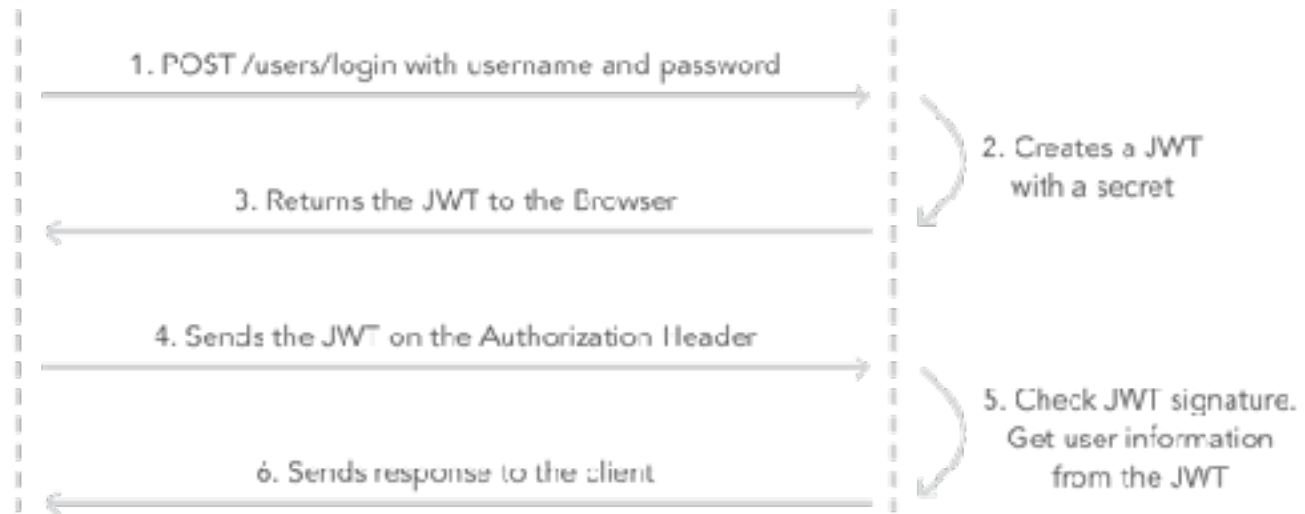 1. POST /users/login with username and password
2. Creates a JWT
with a secret
3. Returns the JWT to the Browser
4. Sends the JWT on the Authorization Header
5. Check JWT signature.
Get user information
from the JWT
6. Sends response to the client